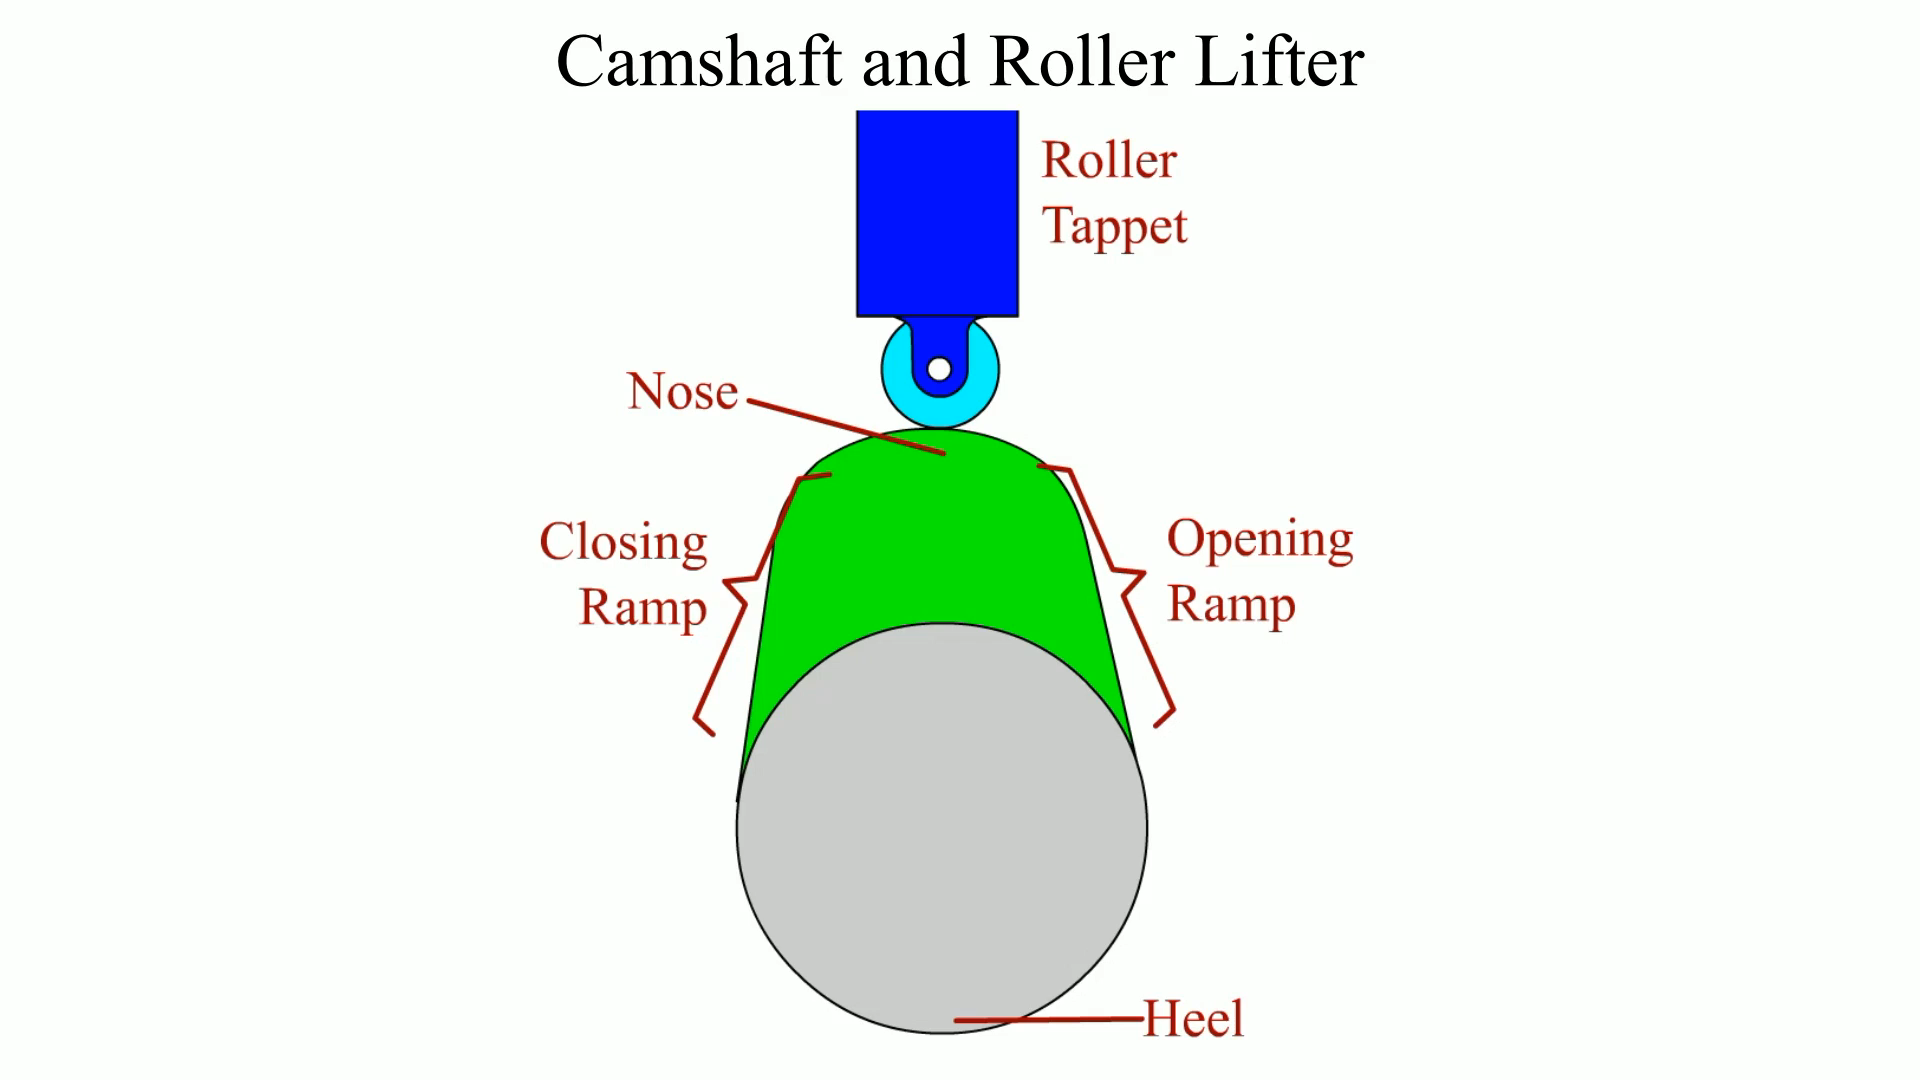 Camshaft and Roller Lifter
Roller
Tappet
Nose
Closing
Ramp
Opening
Ramp
Heel